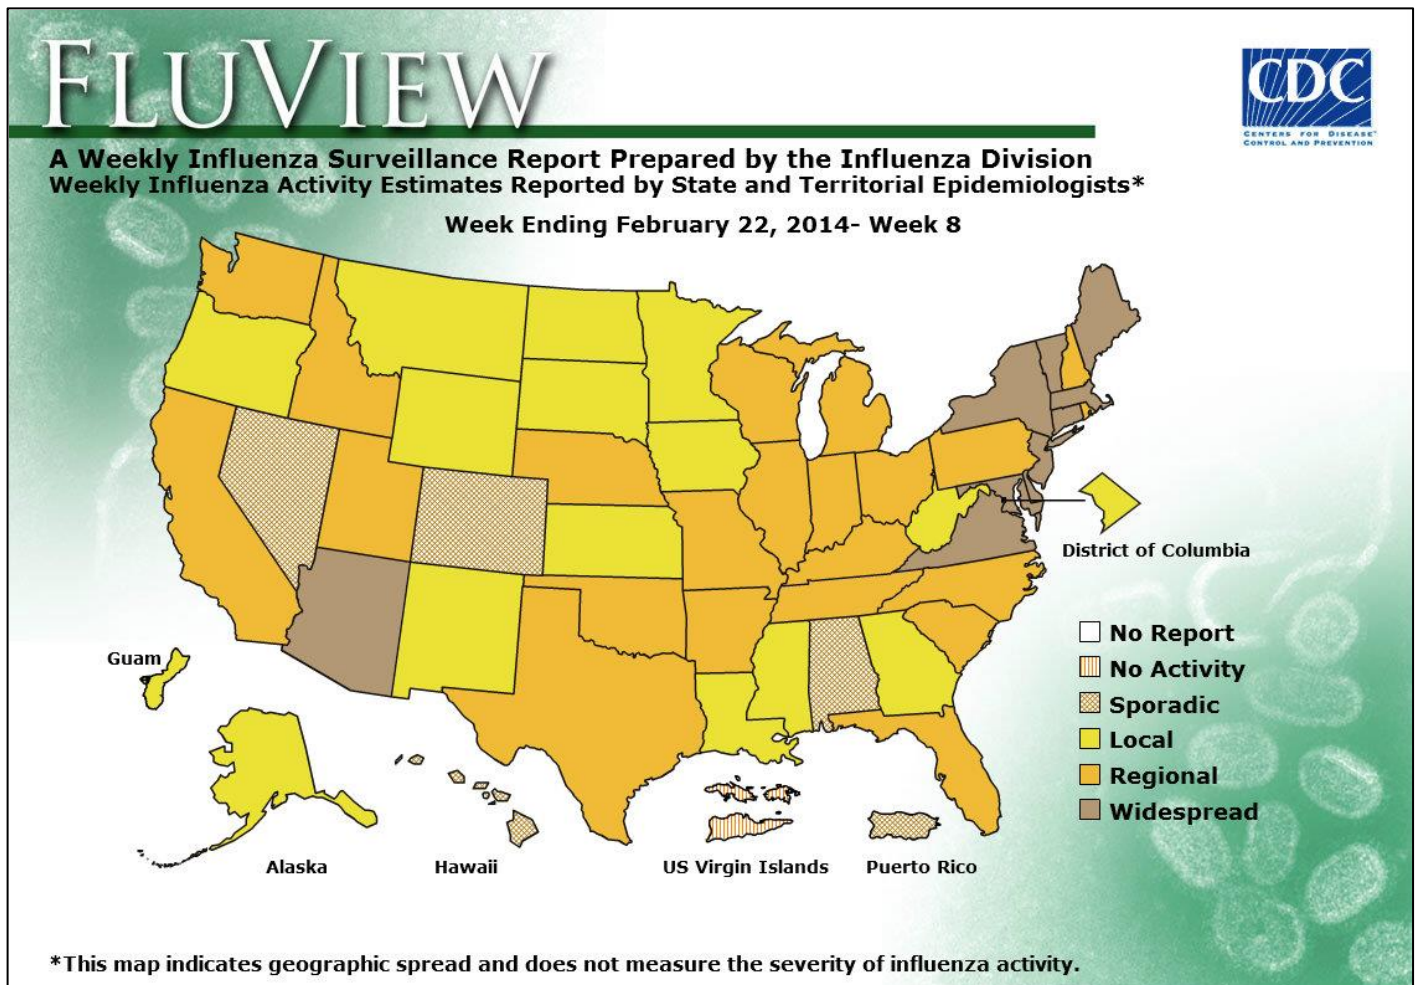 FLUVIEW
CDC
CENTERS FOR DISEASE™
CONTROL AND PREVENTION
A Weekly Influenza Surveillance Report Prepared by the Influenza Division
Weekly Influenza Activity Estimates Reported by State and Territorial Epidemiologists*
Week Ending February 22, 2014- Week 8
District of Columbia
No Report
No Activity
Sporadic
Local
Regional
Widespread
Guam
Alaska
Hawaii
US Virgin Islands
Puerto Rico
*This map indicates geographic spread and does not measure the severity of influenza activity.